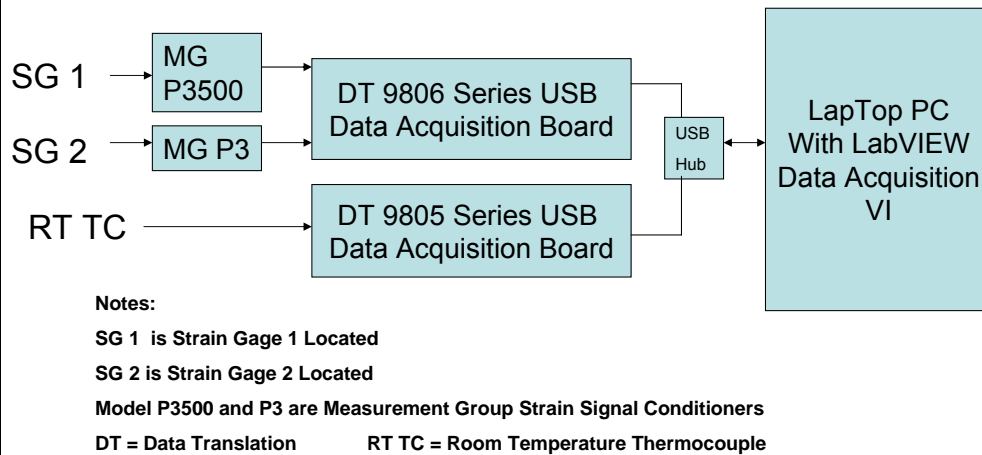 SG 1
MG
P3500
SG 2
MG P3
DT 9806 Series USB
Data Acquisition Board
RT TC
DT 9805 Series USB
Data Acquisition Board
USB
Hub
LapTop PC
With LabVIEW
Data Acquisition
VI
Notes:
SG 1 is Strain Gage 1 Located
SG 2 is Strain Gage 2 Located
Model P3500 and P3 are Measurement Group Strain Signal Conditioners
DT = Data Translation RT TC = Room Temperature Thermocouple